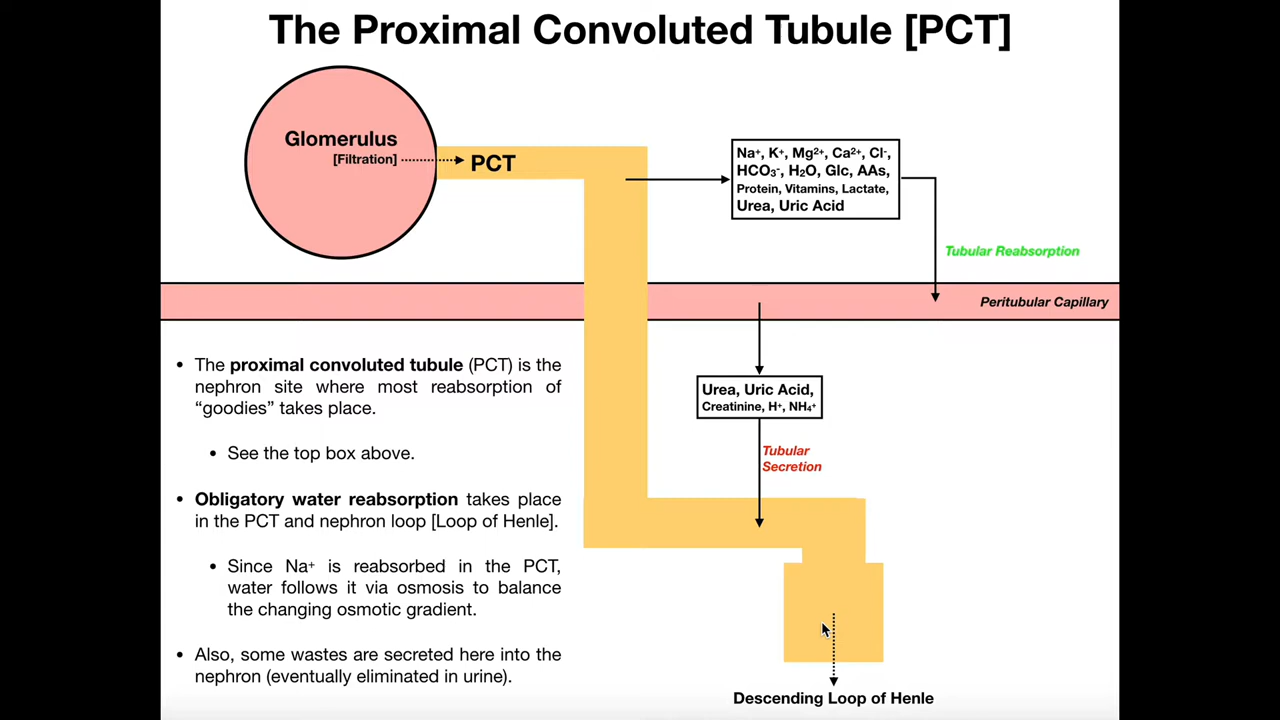 The Proximal Convoluted Tubule [PCT]
Glomerulus
[Filtration]
PCT
Na⁺, K⁺, Mg²⁺, Ca²⁺, Cl⁻,
HCO₃⁻, H₂O, Glc, AAs,
Protein, Vitamins, Lactate,
Urea, Uric Acid
Tubular Reabsorption
Peritubular Capillary
• The proximal convoluted tubule (PCT) is the
nephron site where most reabsorption of
“goodies” takes place.
• See the top box above.
• Obligatory water reabsorption takes place
in the PCT and nephron loop [Loop of Henle].
• Since Na⁺ is reabsorbed in the PCT,
water follows it via osmosis to balance
the changing osmotic gradient.
• Also, some wastes are secreted here into the
nephron (eventually eliminated in urine).
Urea, Uric Acid,
Creatinine, H⁺, NH₄⁺
Tubular
Secretion
Descending Loop of Henle